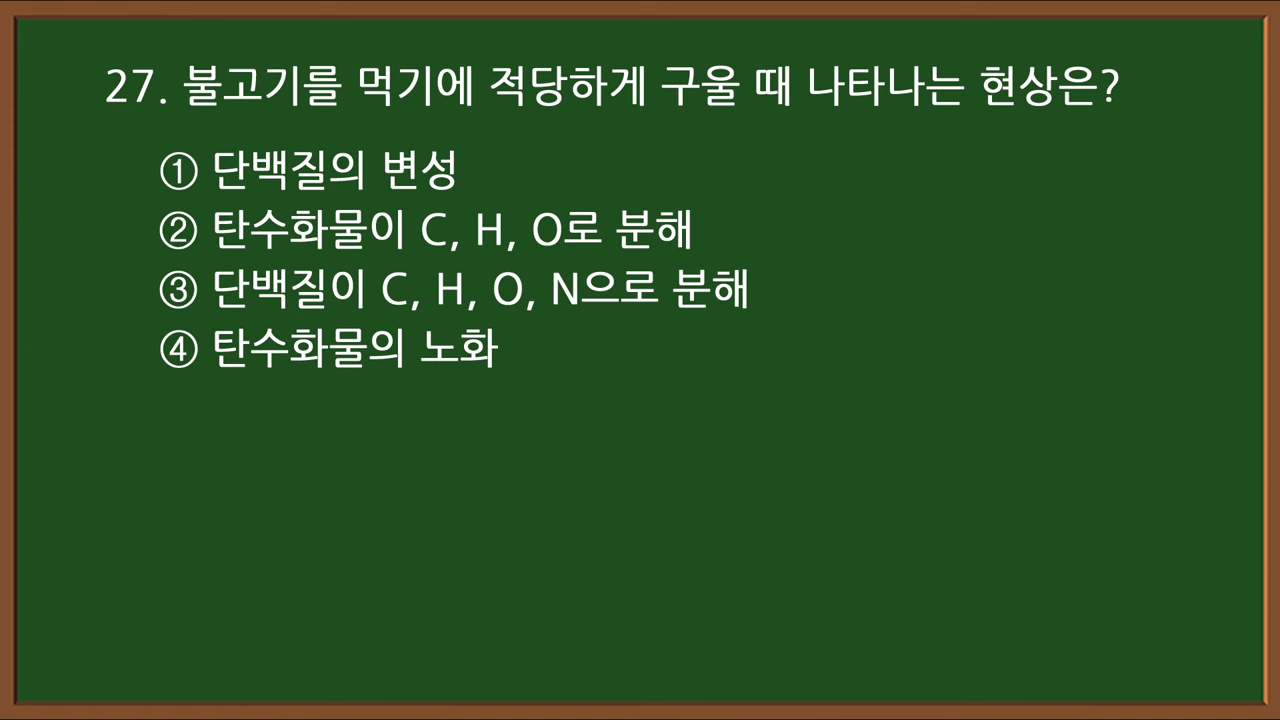 27. 불고기를 먹기에 적당하게 구울 때 나타나는 현상은?
① 단백질의 변성
② 탄수화물이 C, H, O로 분해
③ 단백질이 C, H, O, N으로 분해
④ 탄수화물의 노화